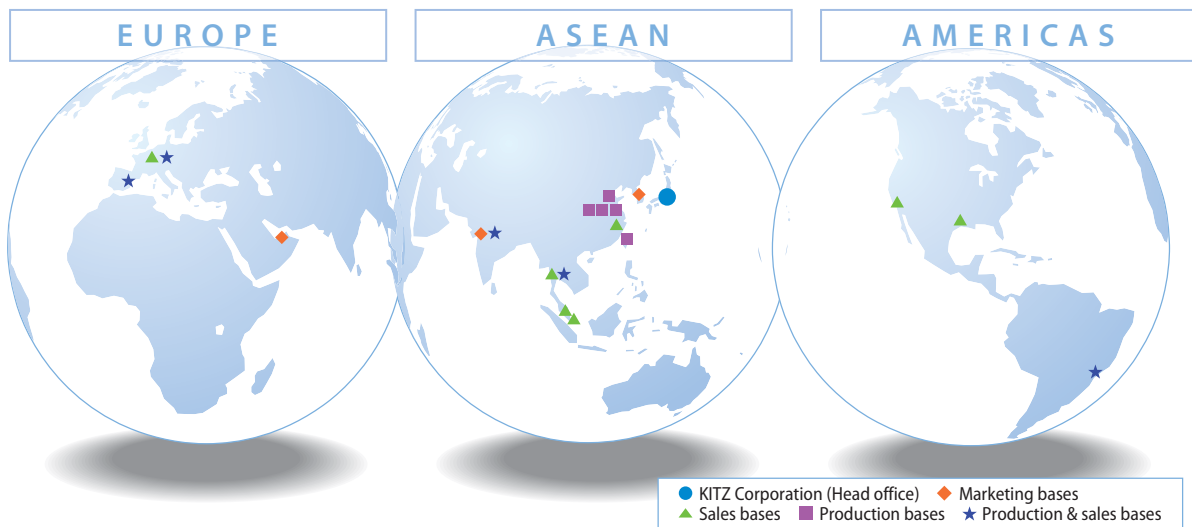 EUROPE
ASEAN
AMERICAS
KITZ Corporation (Head office) Marketing bases
Sales bases Production bases Production & sales bases